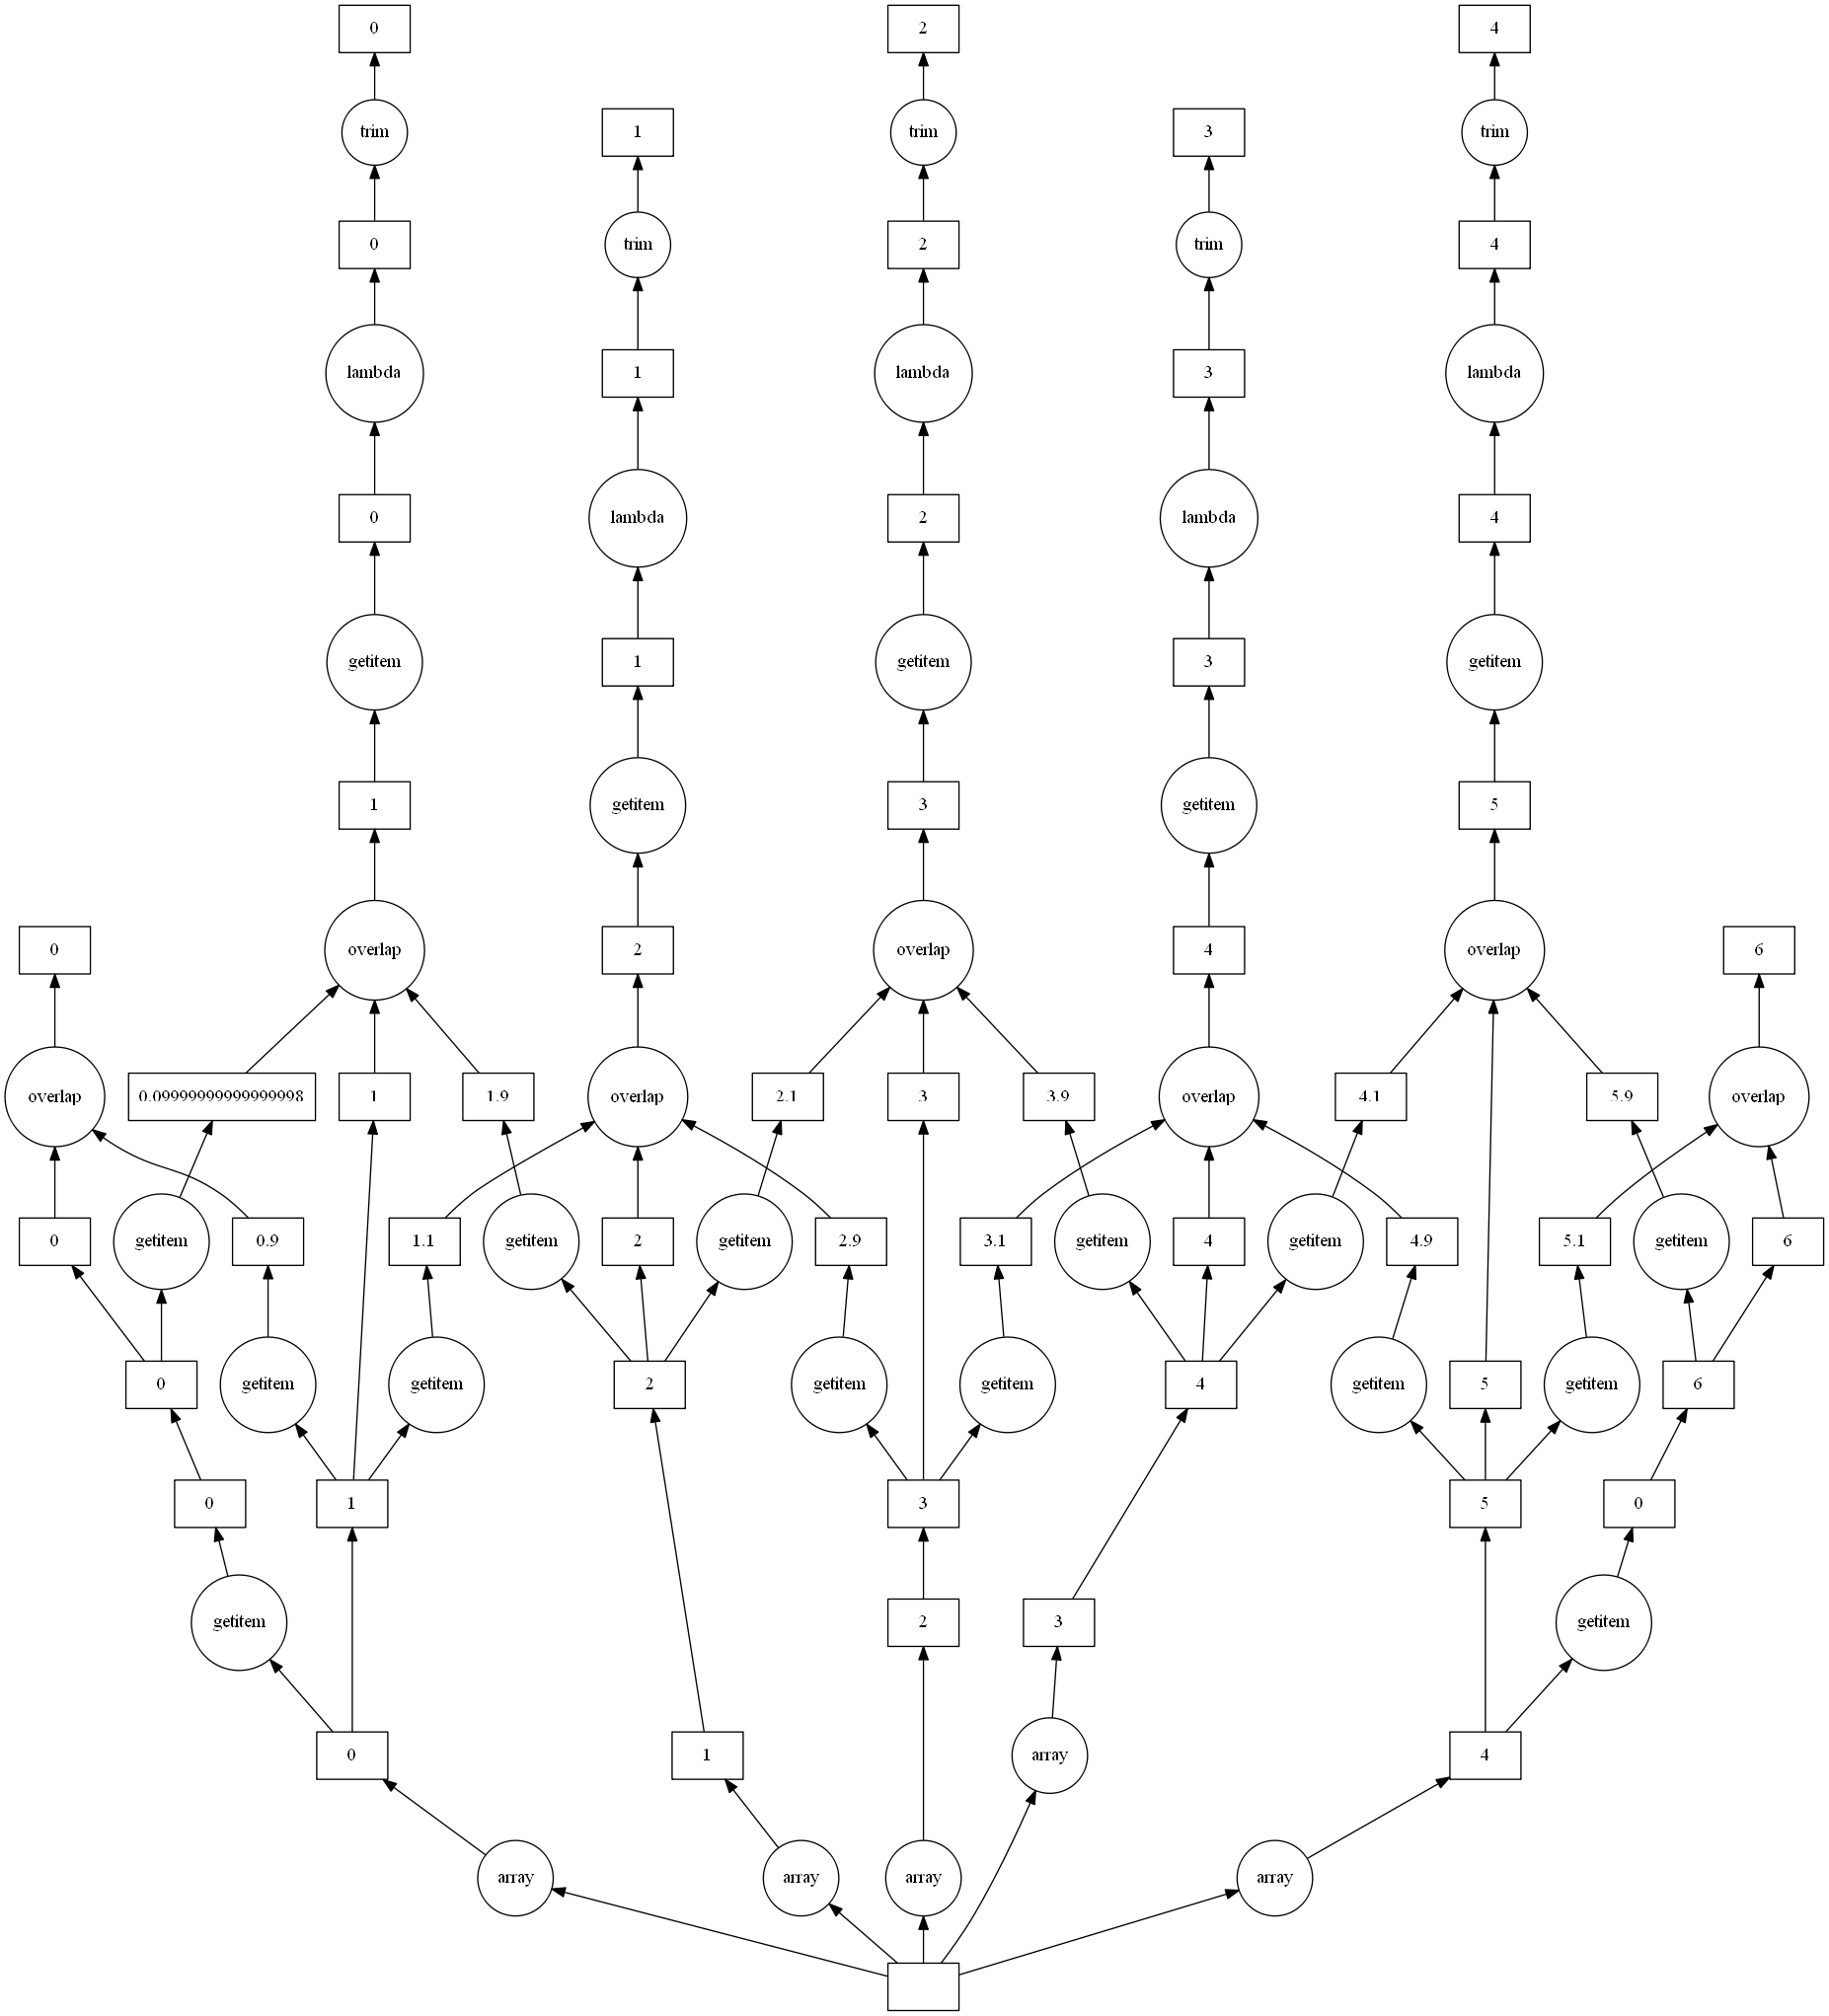 0
2
4
trim
1
trim
3
trim
0
trim
2
trim
4
lambda
1
lambda
3
lambda
0
lambda
2
lambda
4
getitem
1
getitem
3
getitem
1
getitem
3
getitem
5
0
overlap
2
overlap
4
overlap
6
overlap
0.09999999999999998
1
1.9
overlap
2.1
3
3.9
overlap
4.1
5.9
overlap
0
getitem
0.9
1.1
getitem
2
getitem
2.9
3.1
getitem
4
getitem
4.9
5.1
getitem
6
0
getitem
getitem
2
getitem
getitem
4
getitem
5
getitem
6
0
1
3
5
0
getitem
2
3
getitem
0
1
array
4
array
array
array
array